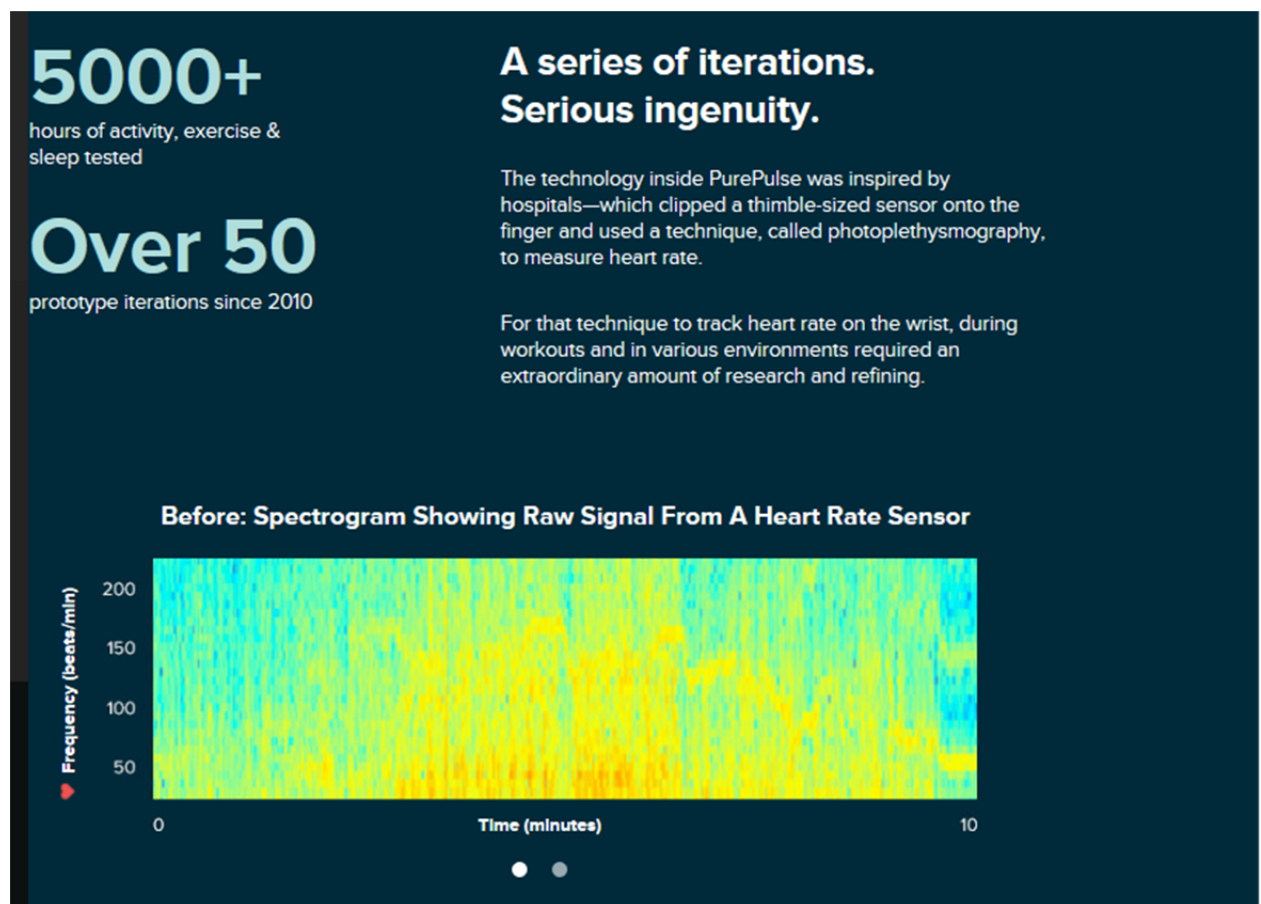 5000+
hours of activity, exercise &
sleep tested
Over 50
prototype iterations since 2010
A series of iterations.
Serious ingenuity.
The technology inside PurePulse was inspired by
hospitals—which clipped a thimble-sized sensor onto the
finger and used a technique, called photoplethysmography,
to measure heart rate.
For that technique to track heart rate on the wrist, during
workouts and in various environments required an
extraordinary amount of research and refining.
Before: Spectrogram Showing Raw Signal From A Heart Rate Sensor
Frequency (beats/min)
200
150
100
50
0
Time (minutes)
10